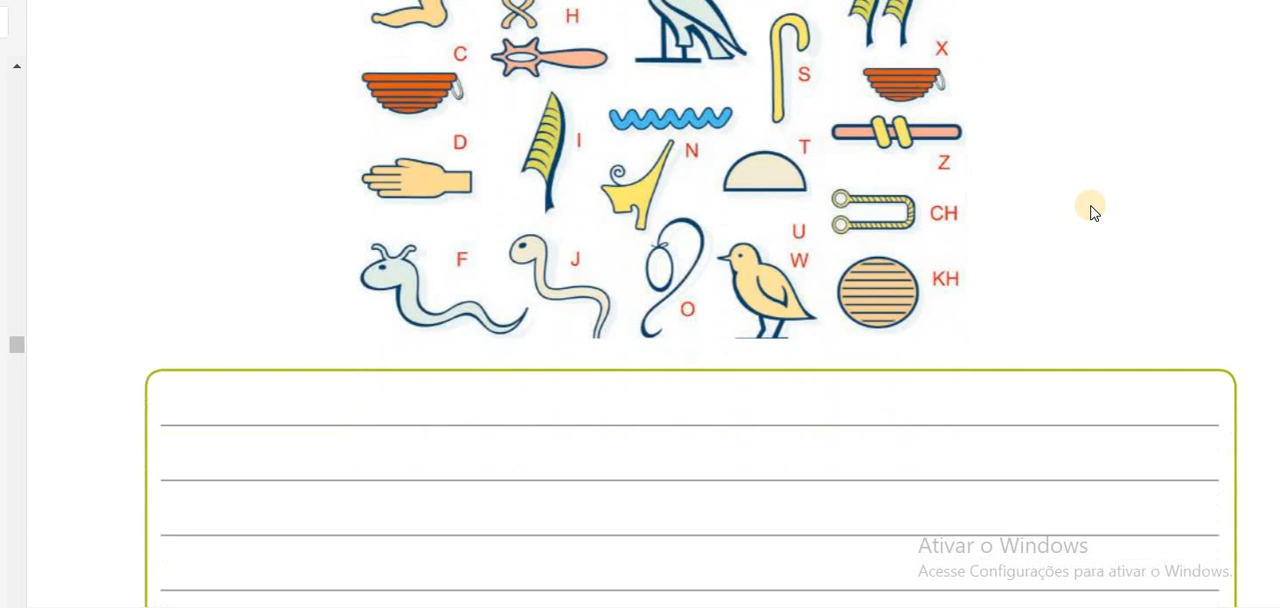 H
C
X
S
D
I
N
T
Z
CH
F
J
U
W
O
KH
Ativar o Windows
Acesse Configurações para ativar o Windows.